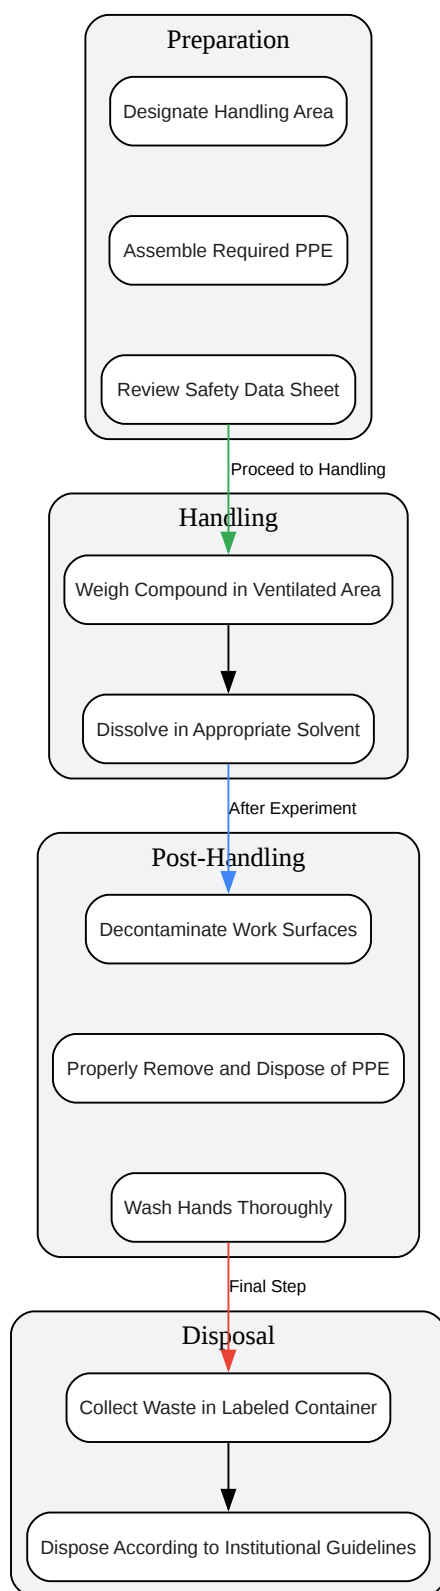 Preparation
Designate Handling Area
Assemble Required PPE
Review Safety Data Sheet
Proceed to Handling
Handling
Weigh Compound in Ventilated Area
Dissolve in Appropriate Solvent
After Experiment
Post-Handling
Decontaminate Work Surfaces
Properly Remove and Dispose of PPE
Wash Hands Thoroughly
Final Step
Disposal
Collect Waste in Labeled Container
Dispose According to Institutional Guidelines